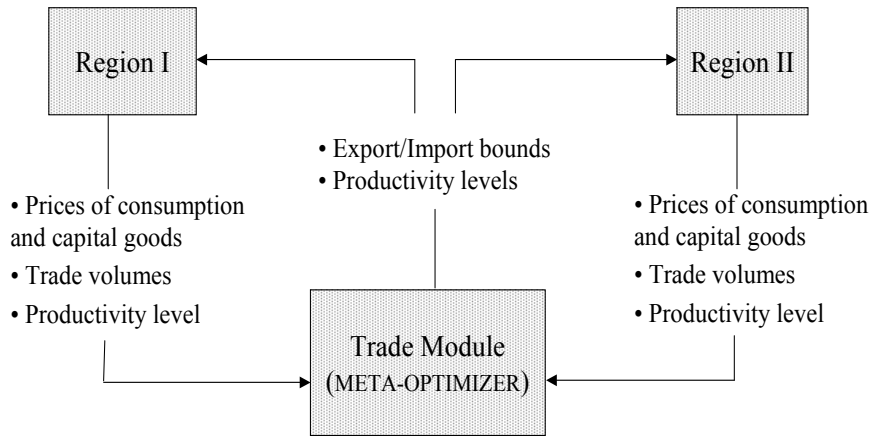 Region I
Region II
• Export/Import bounds
• Productivity levels
• Prices of consumption
and capital goods
• Trade volumes
• Productivity level
• Prices of consumption
and capital goods
• Trade volumes
• Productivity level
Trade Module
(META-OPTIMIZER)